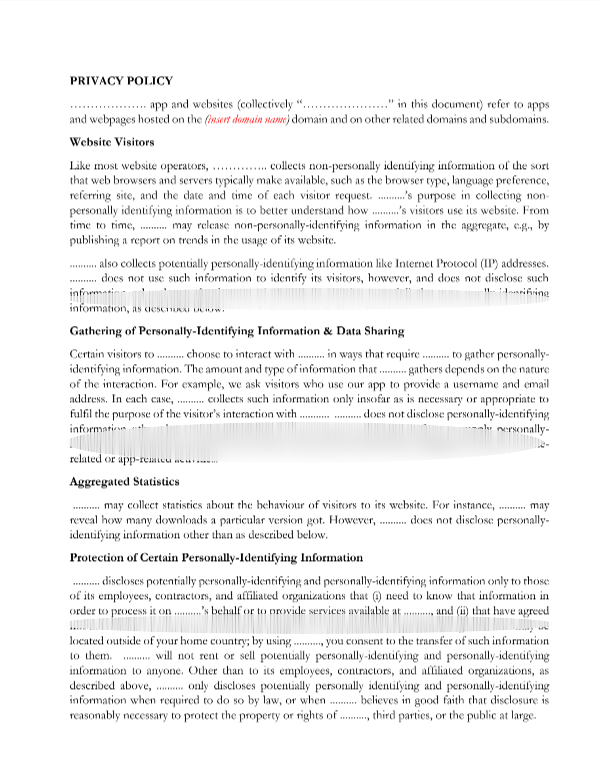 PRIVACY POLICY
……………… app and websites (collectively “…………………” in this document) refer to apps
and webpages hosted on the (insert domain name) domain and on other related domains and subdomains.
Website Visitors
Like most website operators, ………….. collects non-personally identifying information of the sort
that web browsers and servers typically make available, such as the browser type, language preference,
referring site, and the date and time of each visitor request. ..........’s purpose in collecting non-
personally identifying information is to better understand how ..........’s visitors use its website. From
time to time, .......... may release non-personally-identifying information in the aggregate, e.g., by
publishing a report on trends in the usage of its website.
.......... also collects potentially personally-identifying information like Internet Protocol (IP) addresses.
.......... does not use such information to identify its visitors, however, and does not disclose such
information, as described below.
Gathering of Personally-Identifying Information & Data Sharing
Certain visitors to .......... choose to interact with .......... in ways that require .......... to gather personally-
identifying information. The amount and type of information that .......... gathers depends on the nature
of the interaction. For example, we ask visitors who use our app to provide a username and email
address. In each case, .......... collects such information only insofar as is necessary or appropriate to
fulfil the purpose of the visitor’s interaction with .......... .......... does not disclose personally-identifying
information personally-
related or app-related
Aggregated Statistics
.......... may collect statistics about the behaviour of visitors to its website. For instance, .......... may
reveal how many downloads a particular version got. However, .......... does not disclose personally-
identifying information other than as described below.
Protection of Certain Personally-Identifying Information
.......... discloses potentially personally-identifying and personally-identifying information only to those
of its employees, contractors, and affiliated organizations that (i) need to know that information in
order to process it on ..........’s behalf or to provide services available at .........., and (ii) that have agreed
located outside of your home country; by using .........., you consent to the transfer of such information
to them. .......... will not rent or sell potentially personally-identifying and personally-identifying
information to anyone. Other than to its employees, contractors, and affiliated organizations, as
described above, .......... only discloses potentially personally identifying and personally-identifying
information when required to do so by law, or when .......... believes in good faith that disclosure is
reasonably necessary to protect the property or rights of .........., third parties, or the public at large.